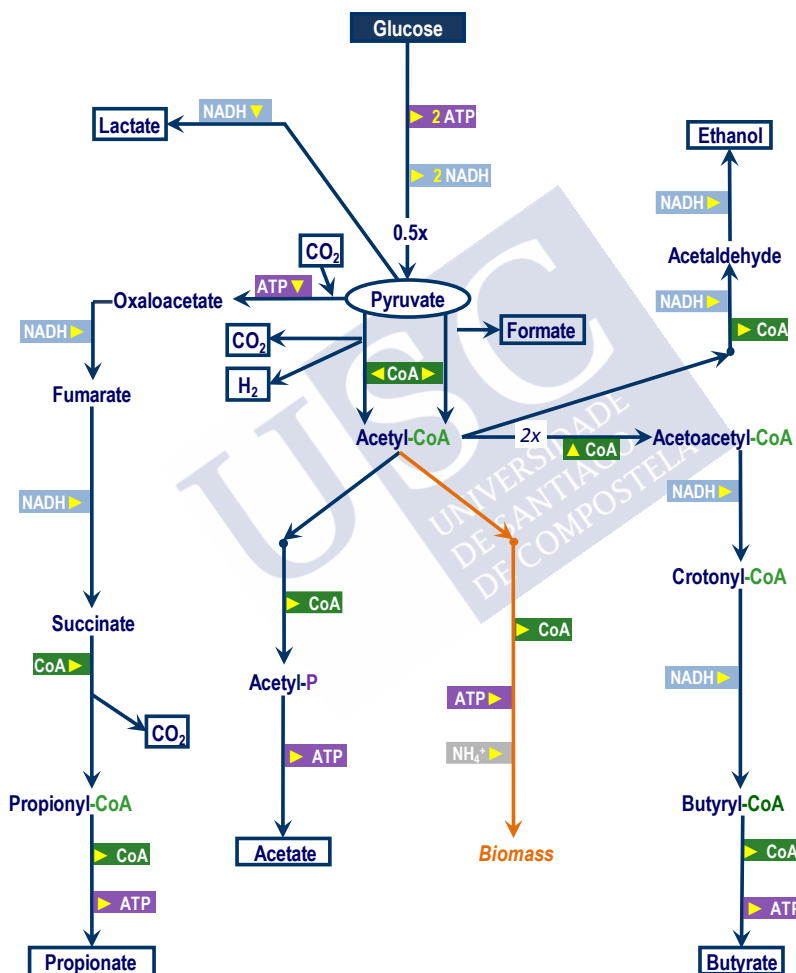 Glucose
NADH ▼
Lactate
► 2 ATP
Ethanol
► 2 NADH
NADH ►
0.5x
CO₂
Acetaldehyde
ATP ▼
Oxaloacetate
Pyruvate
NADH ►
NADH ►
► CoA
CO₂
Formate
H₂
◄ CoA ►
Fumarate
Acetyl-CoA
2x
Acetoacetyl-CoA
▲ CoA
USC
UNIVERSIDADE
DE SANTIAGO
DE COMPOSTELA
NADH ►
NADH ►
Crotonyl-CoA
► CoA
► CoA
Succinate
CoA ►
NADH ►
Acetyl-P
ATP ►
CO₂
► ATP
NH₄⁺ ►
Propionyl-CoA
Butyryl-CoA
► CoA
Acetate
Biomass
► CoA
► ATP
► ATP
Propionate
Butyrate